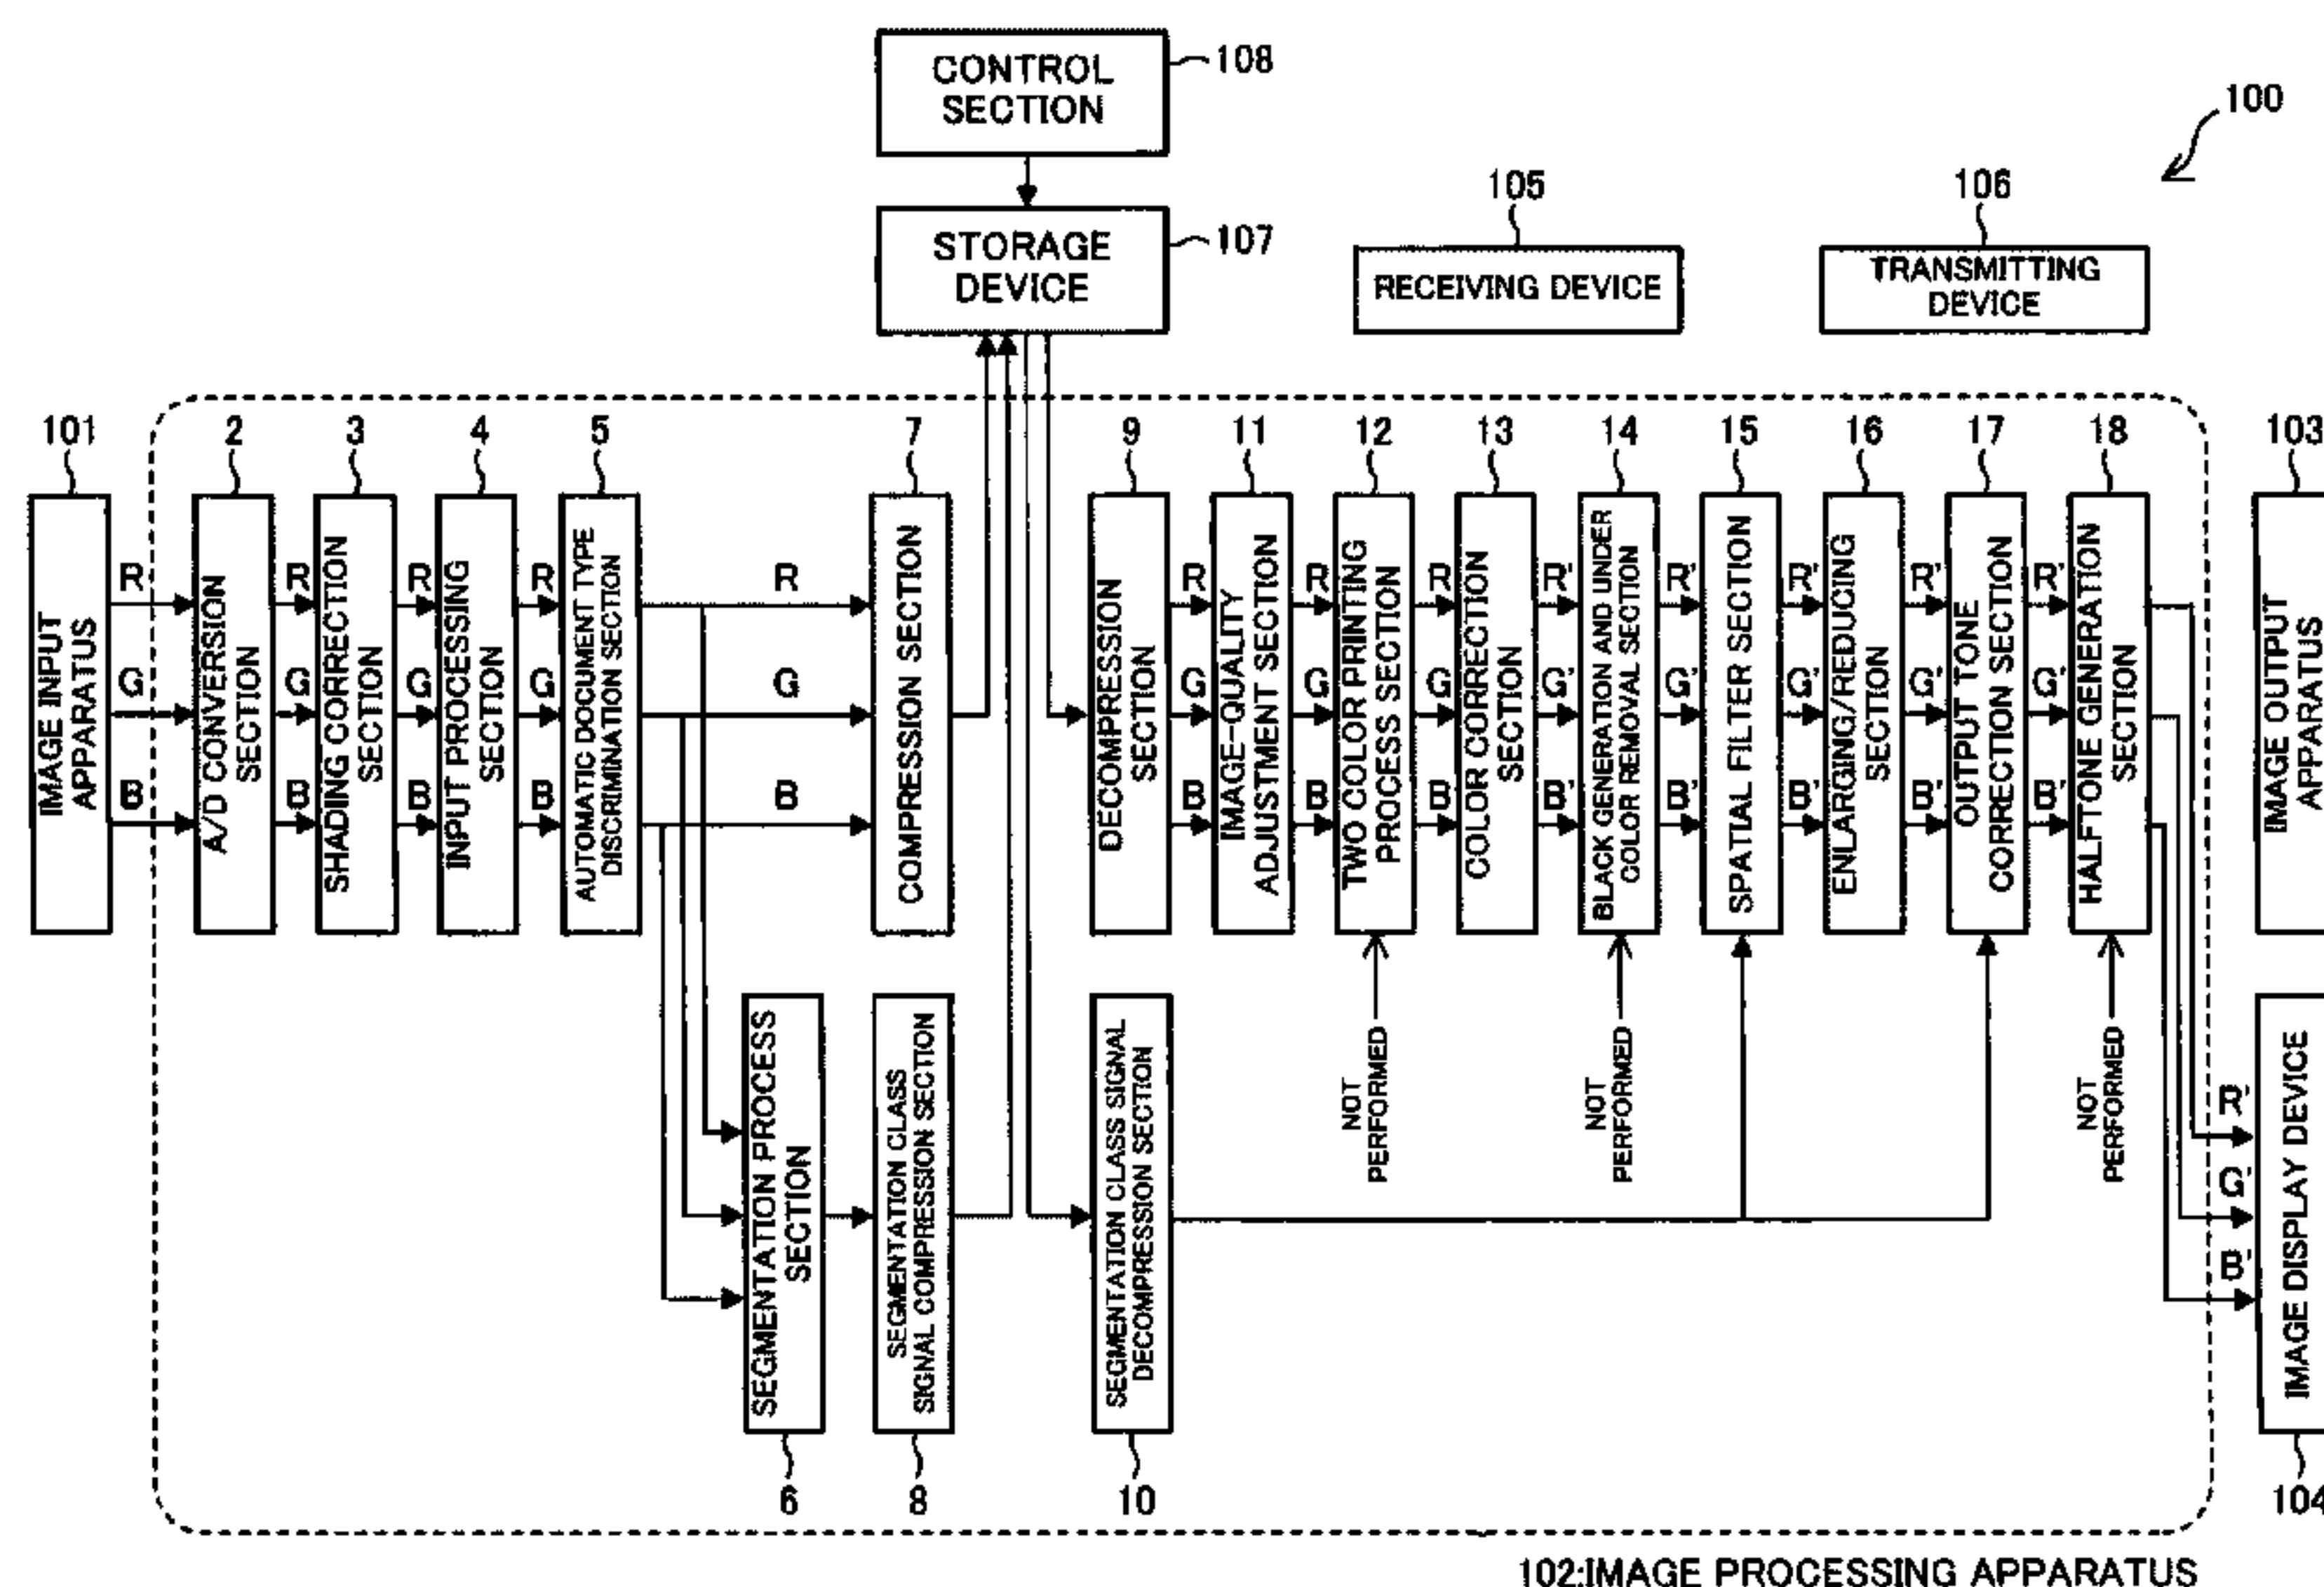 CONTROL
SECTION
108
100
STORAGE
DEVICE
107
105
RECEIVING DEVICE
106
TRANSMITTING
DEVICE
101
2
3
4
5
7
9
11
12
13
14
15
16
17
18
103
IMAGE INPUT
APPARATUS
R
G
B
A/D CONVERSION
SECTION
R
G
B
SHADING CORRECTION
SECTION
R
G
B
INPUT PROCESSING
SECTION
R
G
B
AUTOMATIC DOCUMENT TYPE
DISCRIMINATION SECTION
R
G
B
COMPRESSION SECTION
DECOMPRESSION
SECTION
R
G
B
IMAGE-QUALITY
ADJUSTMENT SECTION
R
G
B
TWO COLOR PRINTING
PROCESS SECTION
R
G
B
COLOR CORRECTION
SECTION
R'
G'
B'
BLACK GENERATION AND UNDER
COLOR REMOVAL SECTION
R'
G'
B'
SPATIAL FILTER SECTION
R'
G'
B'
ENLARGING/REDUCING
SECTION
R'
G'
B'
OUTPUT TONE
CORRECTION SECTION
R'
G'
B'
HALFTONE GENERATION
SECTION
IMAGE OUTPUT
APPARATUS
SEGMENTATION PROCESS
SECTION
SEGMENTATION CLASS
SIGNAL COMPRESSION SECTION
SEGMENTATION CLASS SIGNAL
DECOMPRESSION SECTION
NOT
PERFORMED
NOT
PERFORMED
NOT
PERFORMED
R'
G'
B'
IMAGE DISPLAY DEVICE
6
8
10
104
102:IMAGE PROCESSING APPARATUS